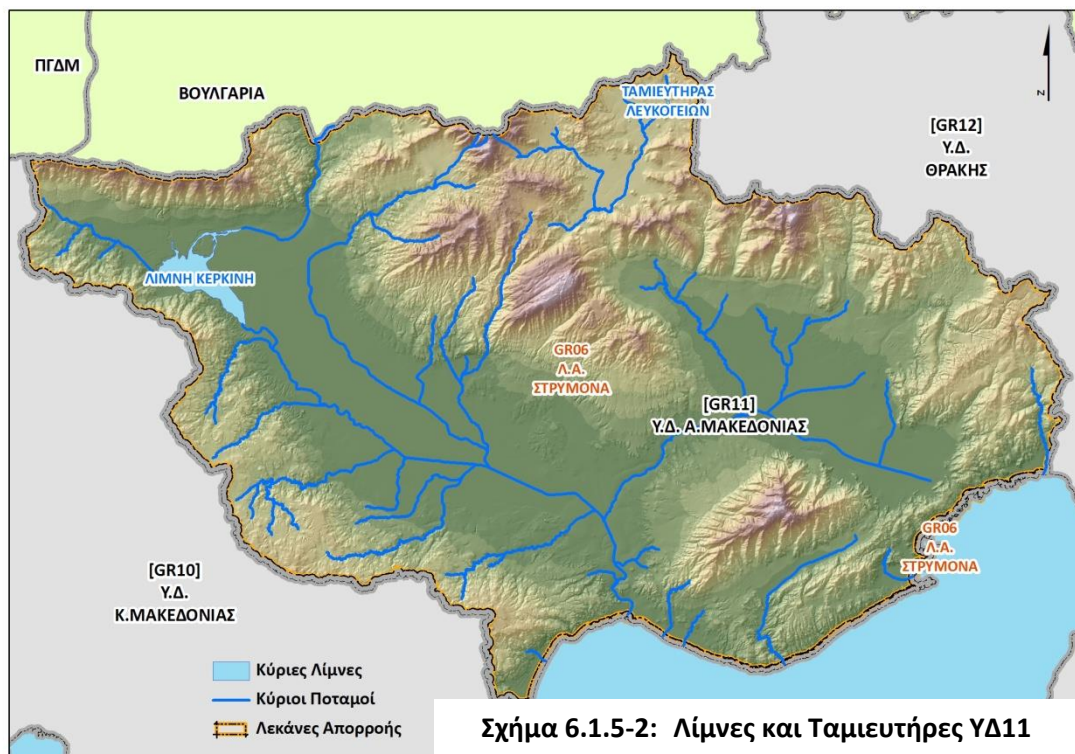 ΠΓΔΜ
ΒΟΥΛΓΑΡΙΑ
ΤΑΜΙΕΥΤΗΡΑΣ
ΛΕΥΚΟΓΕΙΩΝ
[GR12]
Υ.Δ.
ΘΡΑΚΗΣ
N
ΛΙΜΝΗ ΚΕΡΚΙΝΗ
GR06
Λ.Α.
ΣΤΡΥΜΟΝΑ
[GR11]
Υ.Δ. Α.ΜΑΚΕΔΟΝΙΑΣ
GR06
Λ.Α.
ΣΤΡΥΜΟΝΑ
[GR10]
Υ.Δ.
Κ.ΜΑΚΕΔΟΝΙΑΣ
Κύριες Λίμνες
Κύριοι Ποταμοί
Λεκάνες Απορροής
Σχήμα 6.1.5-2: Λίμνες και Ταμιευτήρες ΥΔ11